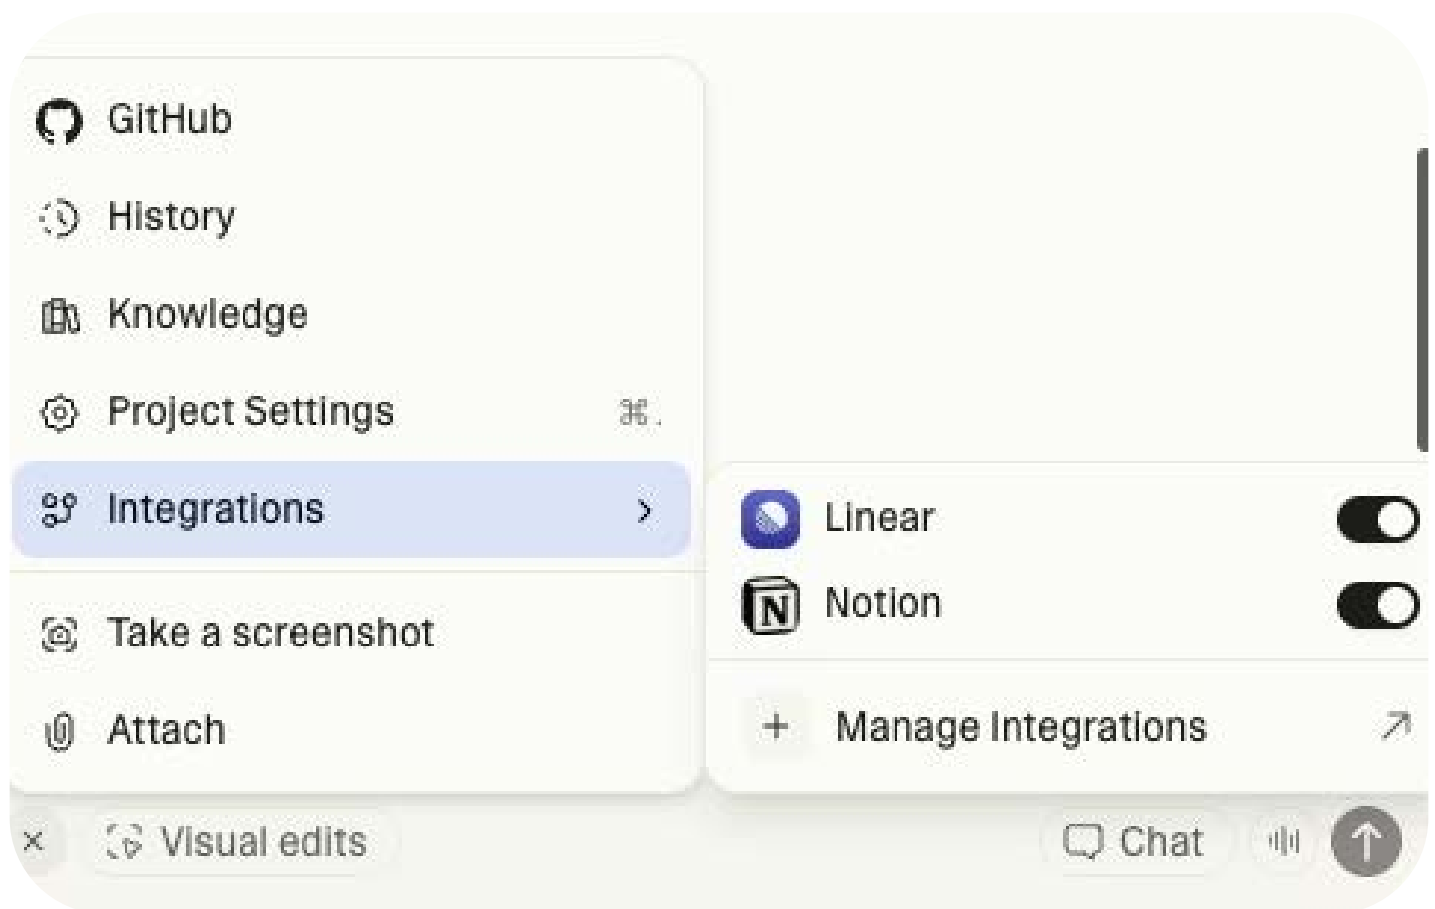 GitHub
History
Knowledge
Project Settings ⌘ .
Integrations
Take a screenshot
Attach
Linear
Notion
Manage Integrations
Visual edits
Chat